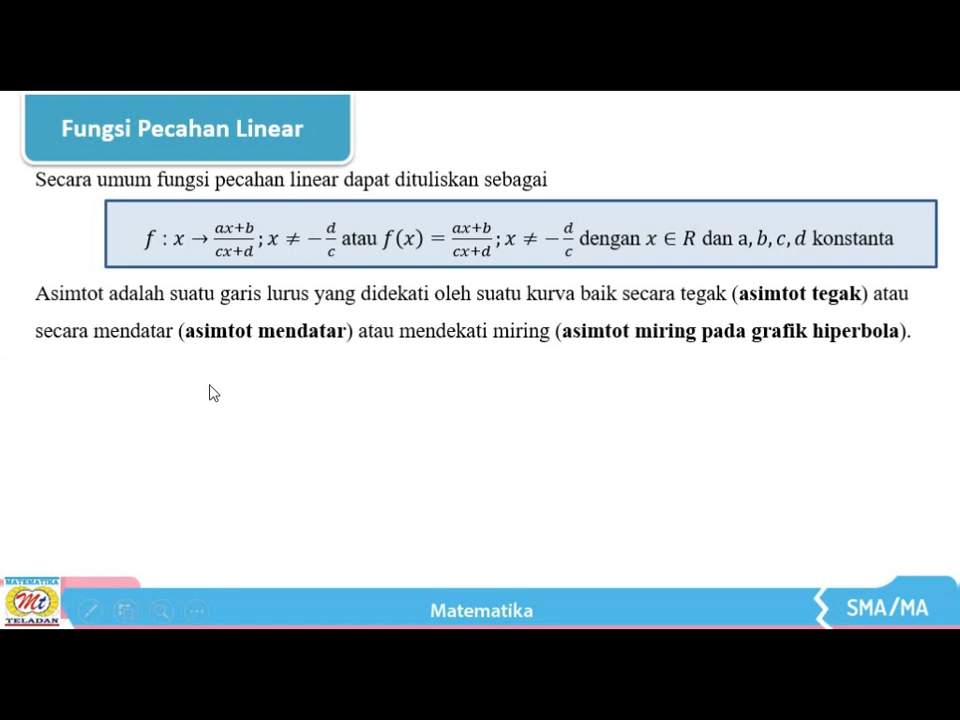 Fungsi Pecahan Linear
Secara umum fungsi pecahan linear dapat dituliskan sebagai
f : x → ax+b/cx+d ; x ≠ − d/c atau f(x) = ax+b/cx+d ; x ≠ − d/c dengan x ∈ R dan a, b, c, d konstanta
Asimtot adalah suatu garis lurus yang didekati oleh suatu kurva baik secara tegak (asimtot tegak) atau
secara mendatar (asimtot mendatar) atau mendekati miring (asimtot miring pada grafik hiperbola).
MATEMATIKA
Mt
TELADAN
Matematika
SMA/MA